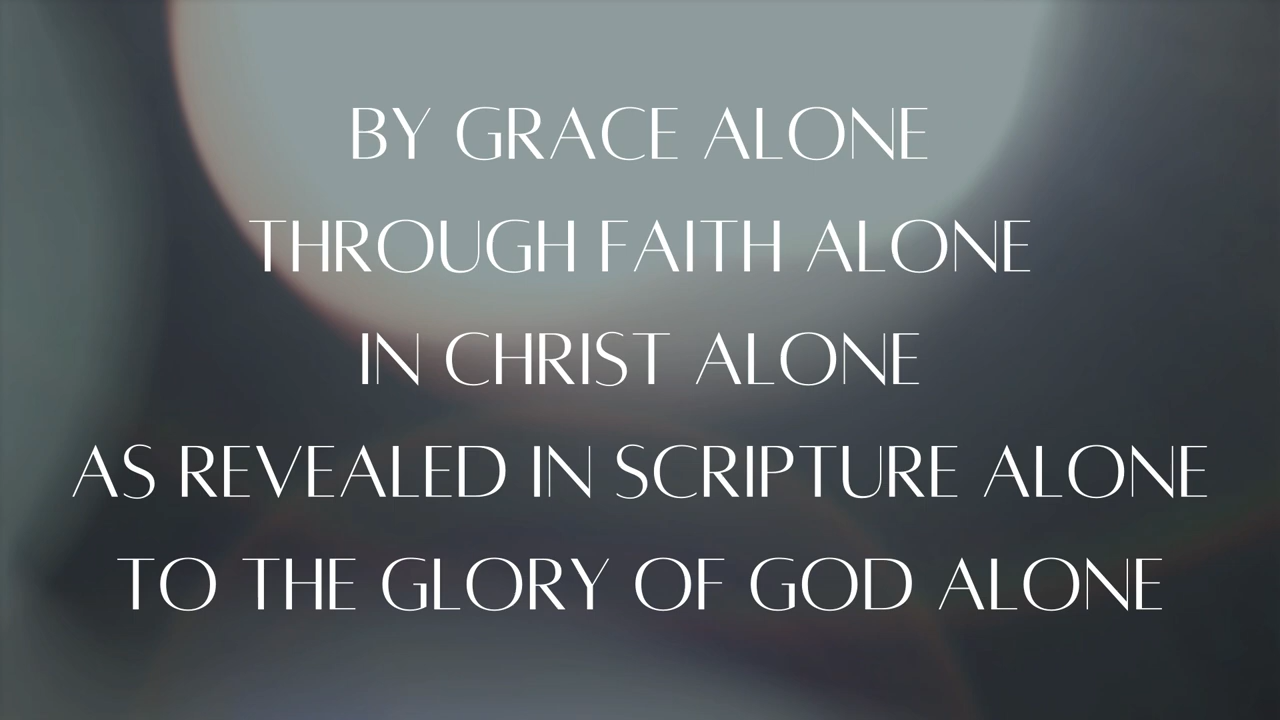 BY GRACE ALONE
THROUGH FAITH ALONE
IN CHRIST ALONE
AS REVEALED IN SCRIPTURE ALONE
TO THE GLORY OF GOD ALONE